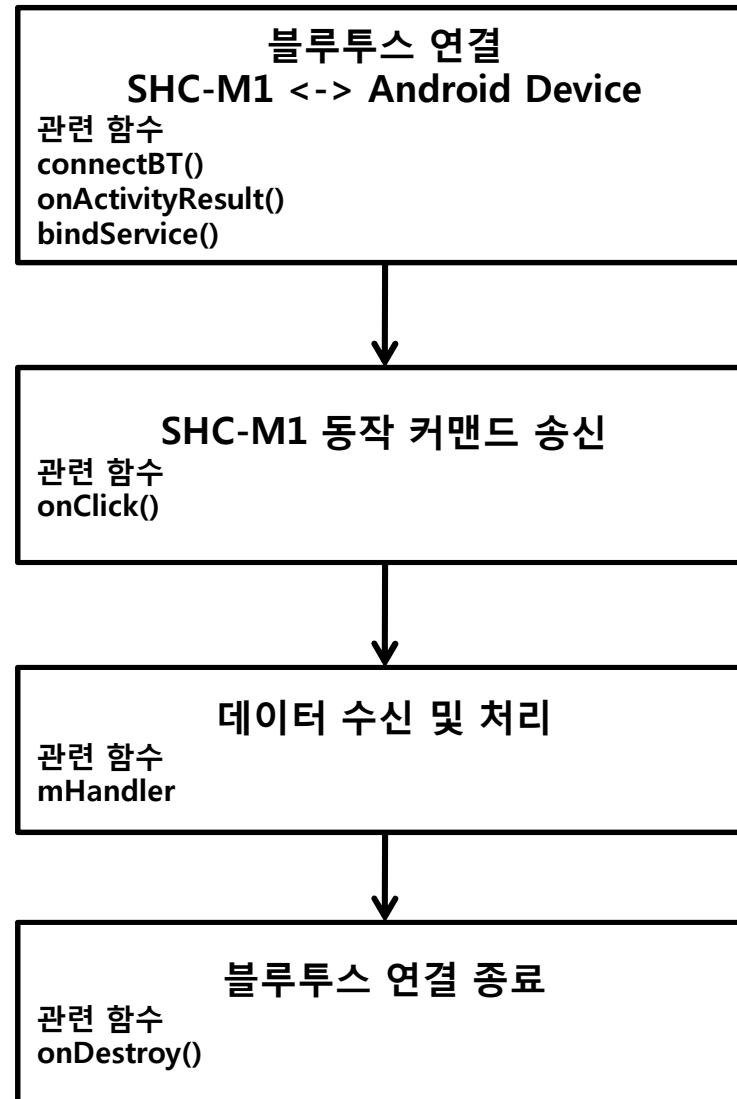 블루투스 연결
SHC-M1 <-> Android Device
관련 함수
connectBT()
onActivityResult()
bindService()
SHC-M1 동작 커맨드 송신
관련 함수
onClick()
데이터 수신 및 처리
관련 함수
mHandler
블루투스 연결 종료
관련 함수
onDestroy()